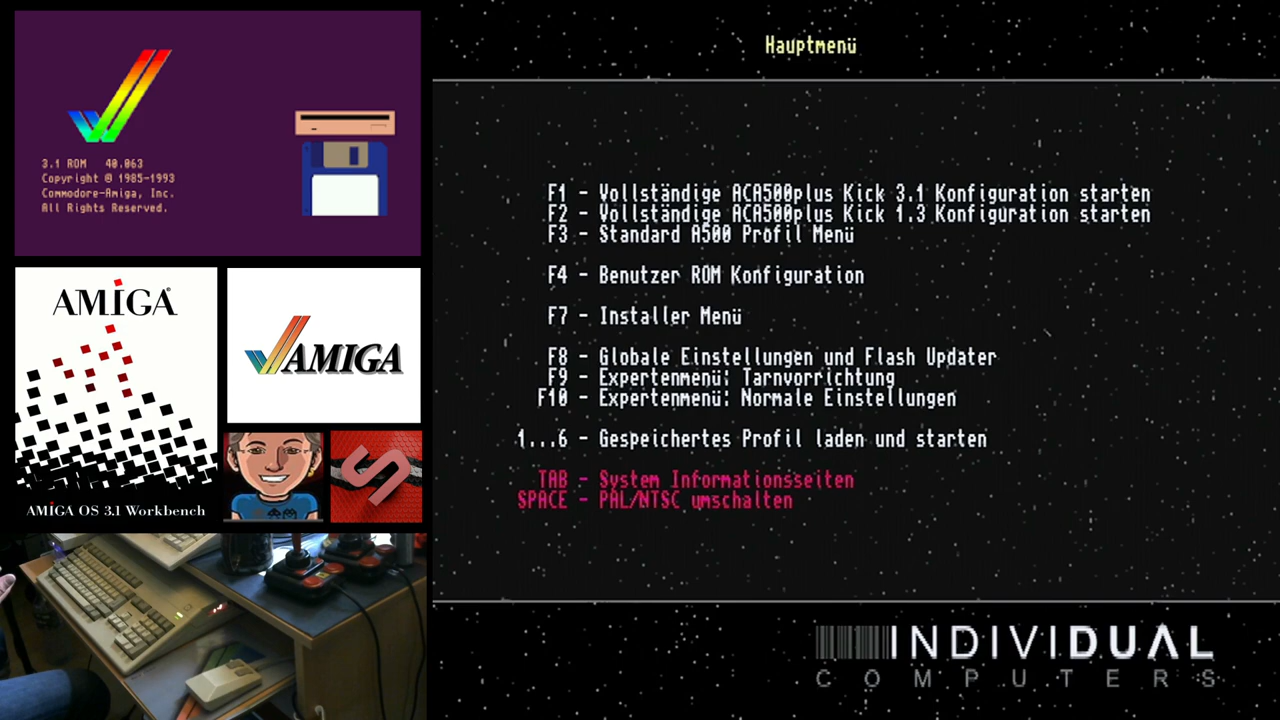 3.1 ROM 40.063
Copyright © 1985-1993
Commodore-Amiga, Inc.
All Rights Reserved.
AMIGA®
AMIGA OS 3.1 Workbench
AMIGA
S
Hauptmenü
F1 - Vollständige ACA500plus Kick 3.1 Konfiguration starten
F2 - Vollständige ACA500plus Kick 1.3 Konfiguration starten
F3 - Standard A500 Profil Menü
F4 - Benutzer ROM Konfiguration
F7 - Installer Menü
F8 - Globale Einstellungen und Flash Updater
F9 - Expertenmenü: Tarnvorrichtung
F10 - Expertenmenü: Normale Einstellungen
1...6 - Gespeichertes Profil laden und starten
TAB - System Informationsseiten
SPACE - PAL/NTSC umschalten
INDIVIDUAL
COMPUTERS